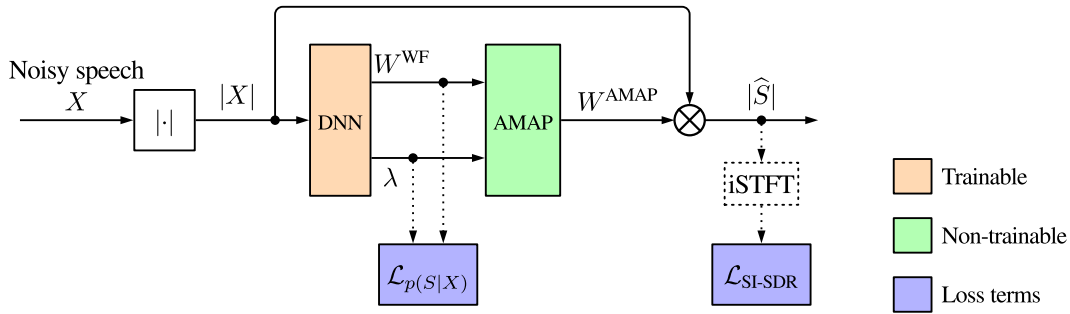 Noisy speech
X
|·|
|X|
DNN
W^WF
λ
AMAP
W^AMAP
|Ŝ|
iSTFT
ℒ_p(S|X)
ℒ_SI-SDR
Trainable
Non-trainable
Loss terms